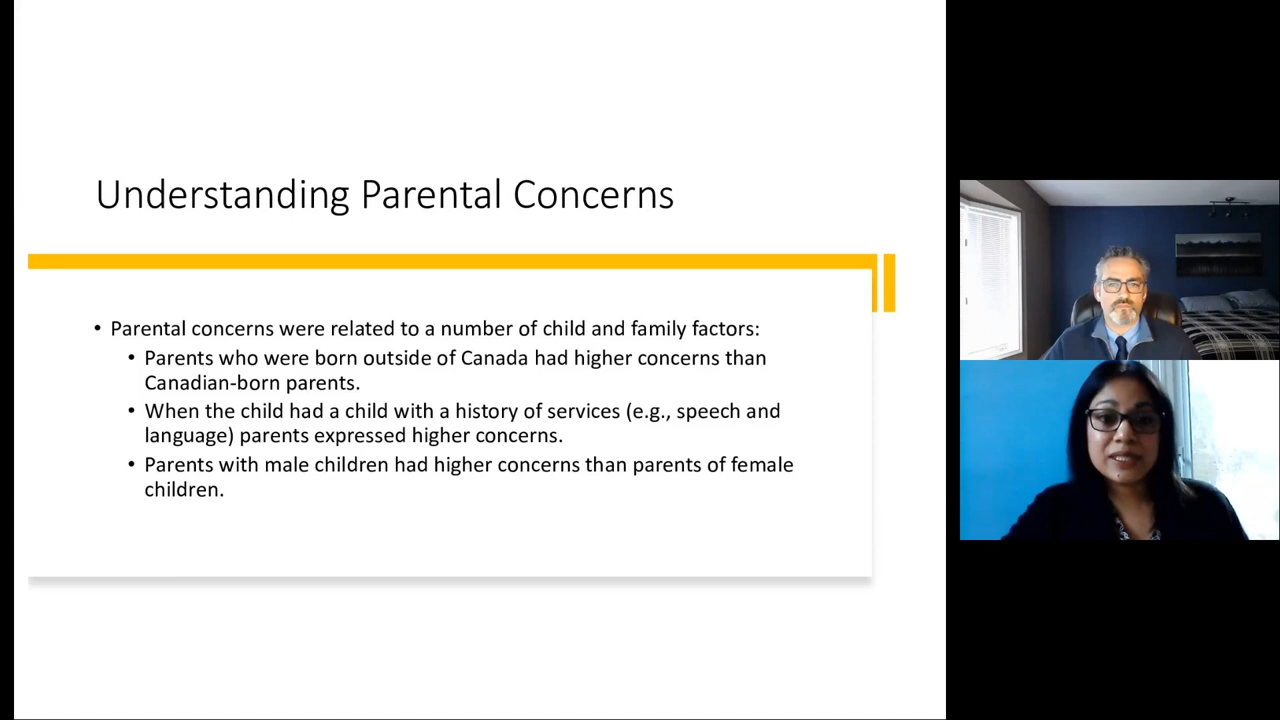 Understanding Parental Concerns
• Parental concerns were related to a number of child and family factors:
• Parents who were born outside of Canada had higher concerns than
Canadian-born parents.
• When the child had a child with a history of services (e.g., speech and
language) parents expressed higher concerns.
• Parents with male children had higher concerns than parents of female
children.